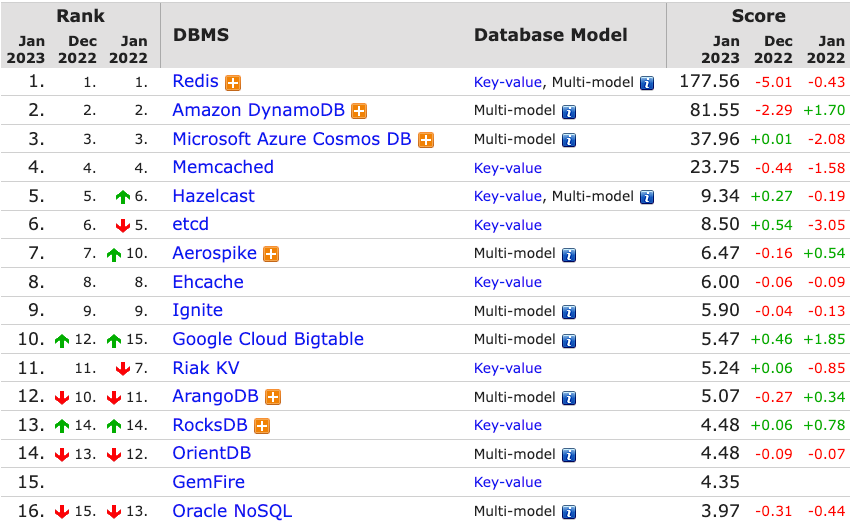 Rank DBMS Database Model Score
Jan 2023 Dec 2022 Jan 2022 Jan 2023 Dec 2022 Jan 2022
1. 1. 1. Redis Key-value, Multi-model 177.56 -5.01 -0.43
2. 2. 2. Amazon DynamoDB Multi-model 81.55 -2.29 +1.70
3. 3. 3. Microsoft Azure Cosmos DB Multi-model 37.96 +0.01 -2.08
4. 4. 4. Memcached Key-value 23.75 -0.44 -1.58
5. 5. 6. Hazelcast Key-value, Multi-model 9.34 +0.27 -0.19
6. 6. 5. etcd Key-value 8.50 +0.54 -3.05
7. 7. 10. Aerospike Multi-model 6.47 -0.16 +0.54
8. 8. 8. Ehcache Key-value 6.00 -0.06 -0.09
9. 9. 9. Ignite Multi-model 5.90 -0.04 -0.13
10. 12. 15. Google Cloud Bigtable Multi-model 5.47 +0.46 +1.85
11. 11. 7. Riak KV Key-value 5.24 +0.06 -0.85
12. 10. 11. ArangoDB Multi-model 5.07 -0.27 +0.34
13. 14. 14. RocksDB Key-value 4.48 +0.06 +0.78
14. 13. 12. OrientDB Multi-model 4.48 -0.09 -0.07
15. GemFire Key-value 4.35
16. 15. 13. Oracle NoSQL Multi-model 3.97 -0.31 -0.44